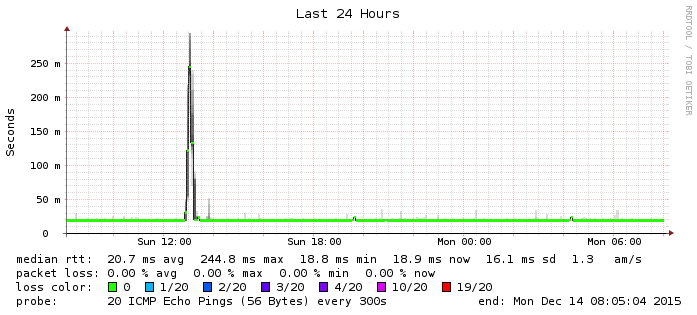 Last 24 Hours
RRDTOOL / TOBI OETIKER
Seconds
250 m
200 m
150 m
100 m
50 m
0
Sun 12:00 Sun 18:00 Mon 00:00 Mon 06:00
median rtt: 20.7 ms avg 244.8 ms max 18.8 ms min 18.9 ms now 16.1 ms sd 1.3 am/s
packet loss: 0.00 % avg 0.00 % max 0.00 % min 0.00 % now
loss color: 0 1/20 2/20 3/20 4/20 10/20 19/20
probe: 20 ICMP Echo Pings (56 Bytes) every 300s end: Mon Dec 14 08:05:04 2015